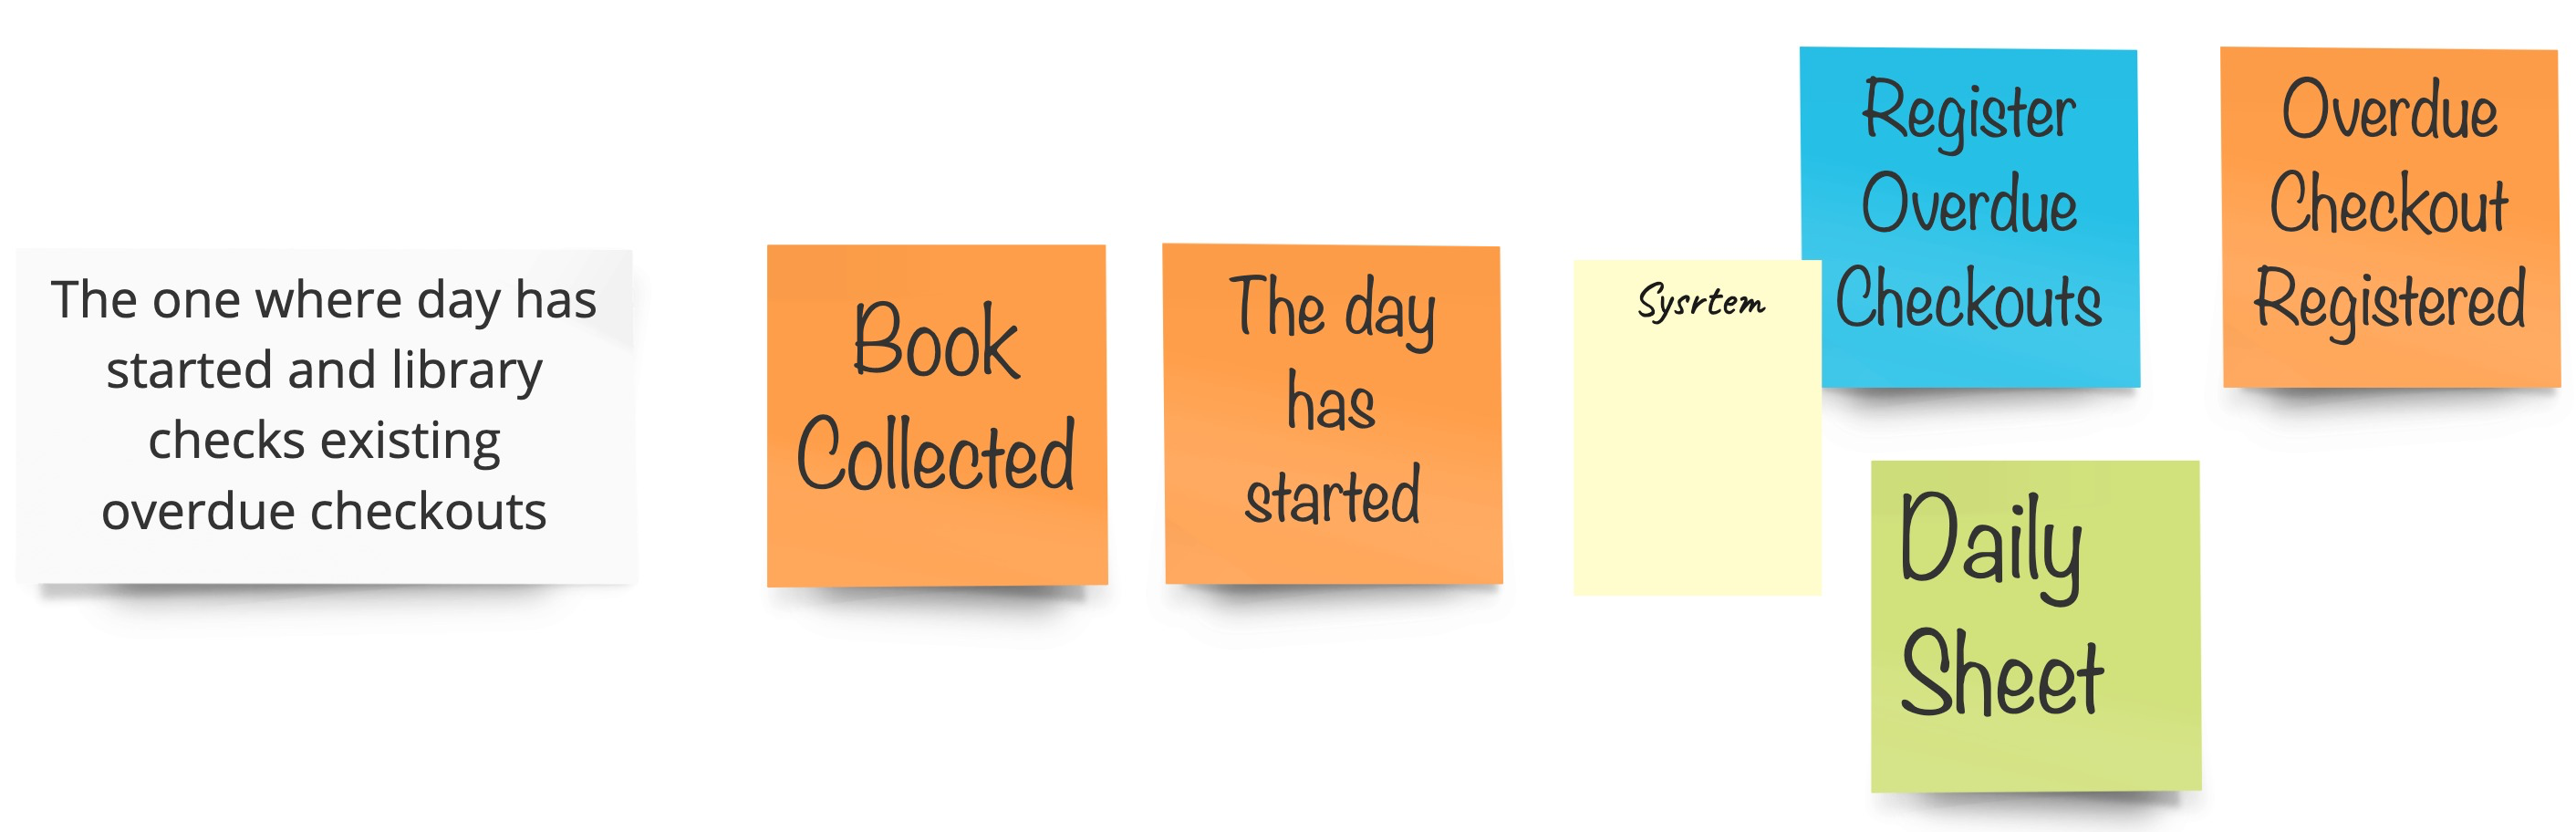 The one where day has
started and library
checks existing
overdue checkouts
Book
Collected
The day
has
started
Sysrtem
Register
Overdue
Checkouts
Daily
Sheet
Overdue
Checkout
Registered